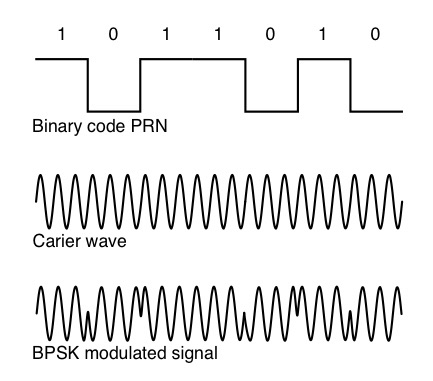 1 0 1 1 0 1 0
Binary code PRN
Carier wave
BPSK modulated signal